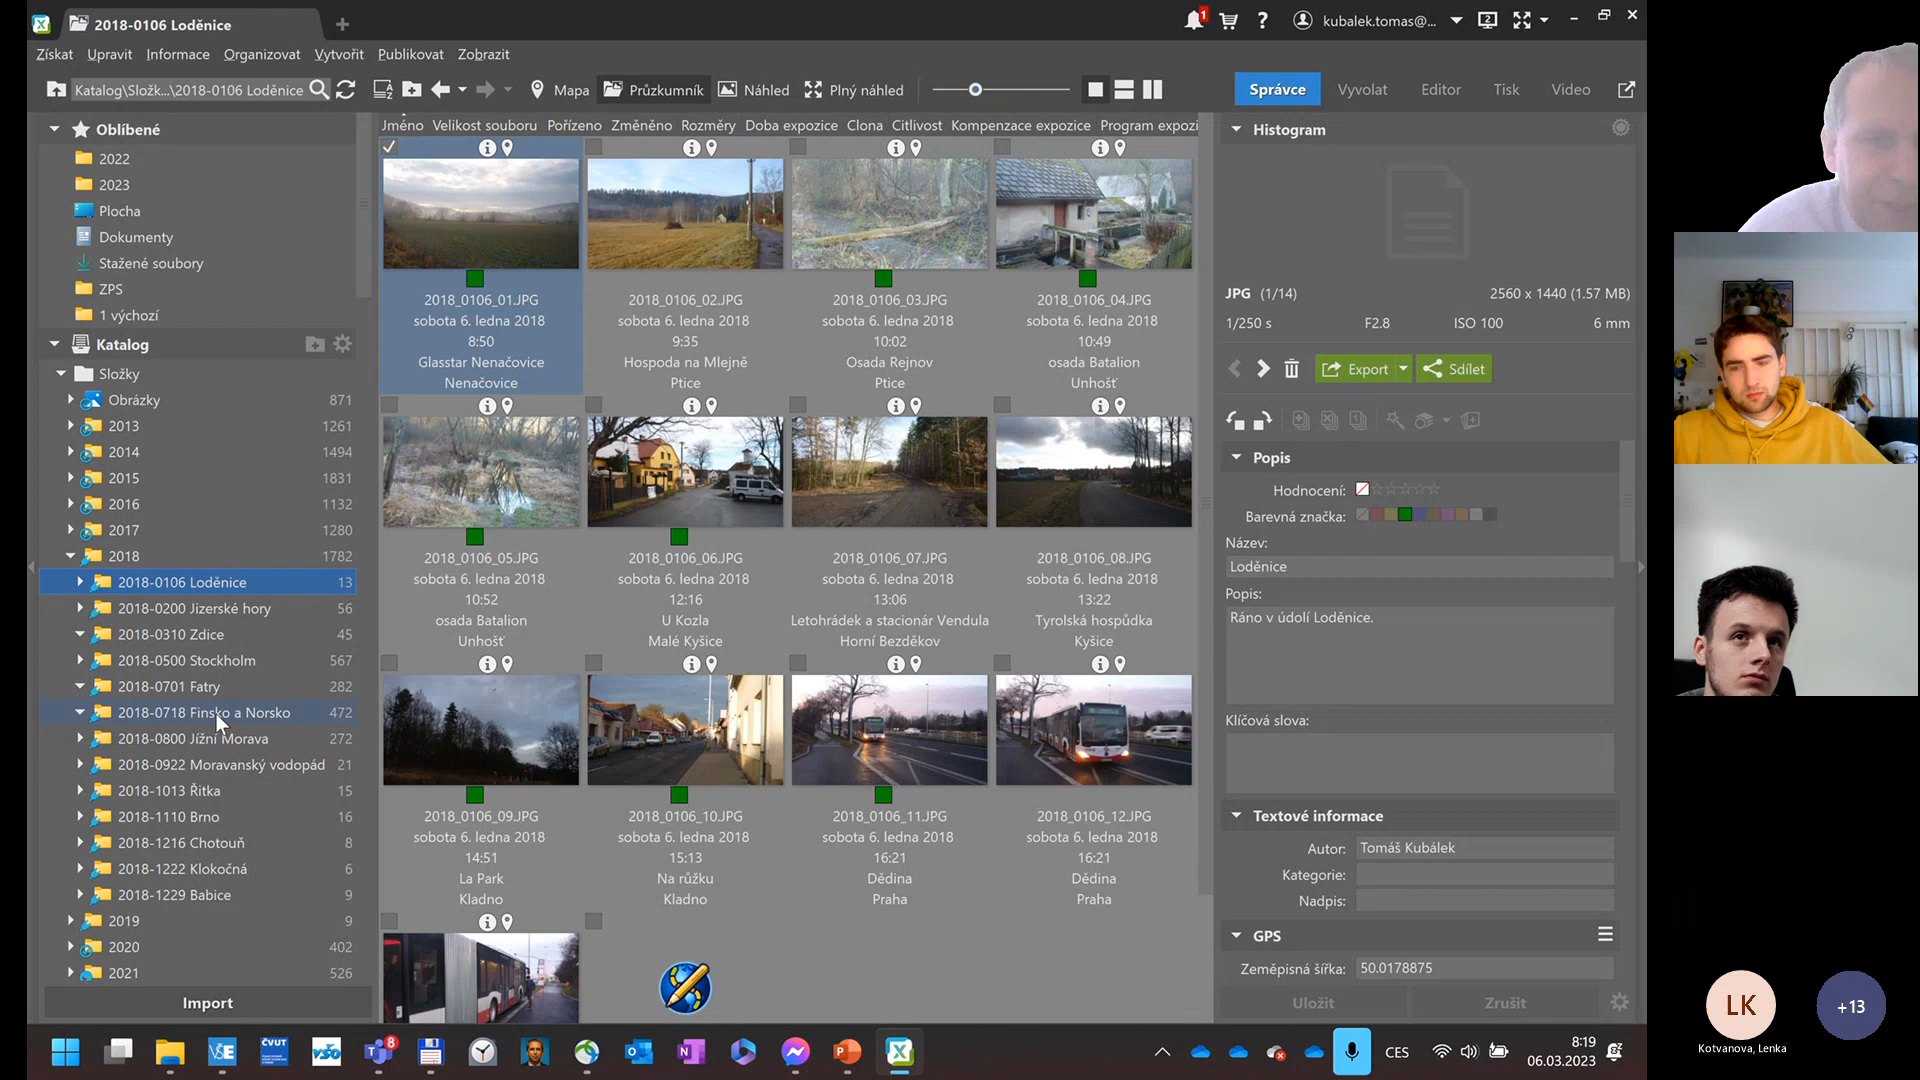 2018-0106 Loděnice
1
kubalek.tomas@...
2
Získat Upravit Informace Organizovat Vytvořit Publikovat Zobrazit
Katalog\Složk...\2018-0106 Loděnice
Mapa Průzkumník Náhled Plný náhled
Správce Vyvolat Editor Tisk Video
Oblíbené
2022
2023
Plocha
Dokumenty
Stažené soubory
ZPS
1 výchozí
Katalog
Složky
Obrázky 871
2013 1261
2014 1494
2015 1831
2016 1132
2017 1280
2018 1782
2018-0106 Loděnice 13
2018-0200 Jizerské hory 56
2018-0310 Zdice 45
2018-0500 Stockholm 567
2018-0701 Fatry 282
2018-0718 Finsko a Norsko 472
2018-0800 Jížní Morava 272
2018-0922 Moravanský vodopád 21
2018-1013 Řitka 15
2018-1110 Brno 16
2018-1216 Chotouň 8
2018-1222 Klokočná 6
2018-1229 Babice 9
2019 9
2020 402
2021 526
Import
Jméno Velikost souboru Pořízeno Změněno Rozměry Doba expozice Clona Citlivost Kompenzace expozice Program expozi
2018_0106_01.JPG
sobota 6. ledna 2018
8:50
Glasstar Nenačovice
Nenačovice
2018_0106_02.JPG
sobota 6. ledna 2018
9:35
Hospoda na Mlejně
Ptice
2018_0106_03.JPG
sobota 6. ledna 2018
10:02
Osada Rejnov
Ptice
2018_0106_04.JPG
sobota 6. ledna 2018
10:49
osada Batalion
Unhošť
2018_0106_05.JPG
sobota 6. ledna 2018
10:52
osada Batalion
Unhošť
2018_0106_06.JPG
sobota 6. ledna 2018
12:16
U Kozla
Malé Kyšice
2018_0106_07.JPG
sobota 6. ledna 2018
13:06
Letohrádek a stacionár Vendula
Horní Bezděkov
2018_0106_08.JPG
sobota 6. ledna 2018
13:22
Tyrolská hospůdka
Kyšice
2018_0106_09.JPG
sobota 6. ledna 2018
14:51
La Park
Kladno
2018_0106_10.JPG
sobota 6. ledna 2018
15:13
Na růžku
Kladno
2018_0106_11.JPG
sobota 6. ledna 2018
16:21
Dědina
Praha
2018_0106_12.JPG
sobota 6. ledna 2018
16:21
Dědina
Praha
Histogram
JPG (1/14) 2560 x 1440 (1.57 MB)
1/250 s F2.8 ISO 100 6 mm
Export Sdílet
Popis
Hodnocení:
Barevná značka:
Název:
Loděnice
Popis:
Ráno v údolí Loděnice.
Klíčová slova:
Textové informace
Autor: Tomáš Kubálek
Kategorie:
Nadpis:
GPS
Zeměpisná šířka: 50.0178875
Uložit Zrušit
LK
+13
Kotvanova, Lenka
VŠE
ČVUT
VŠO
8
CES
8:19
06.03.2023